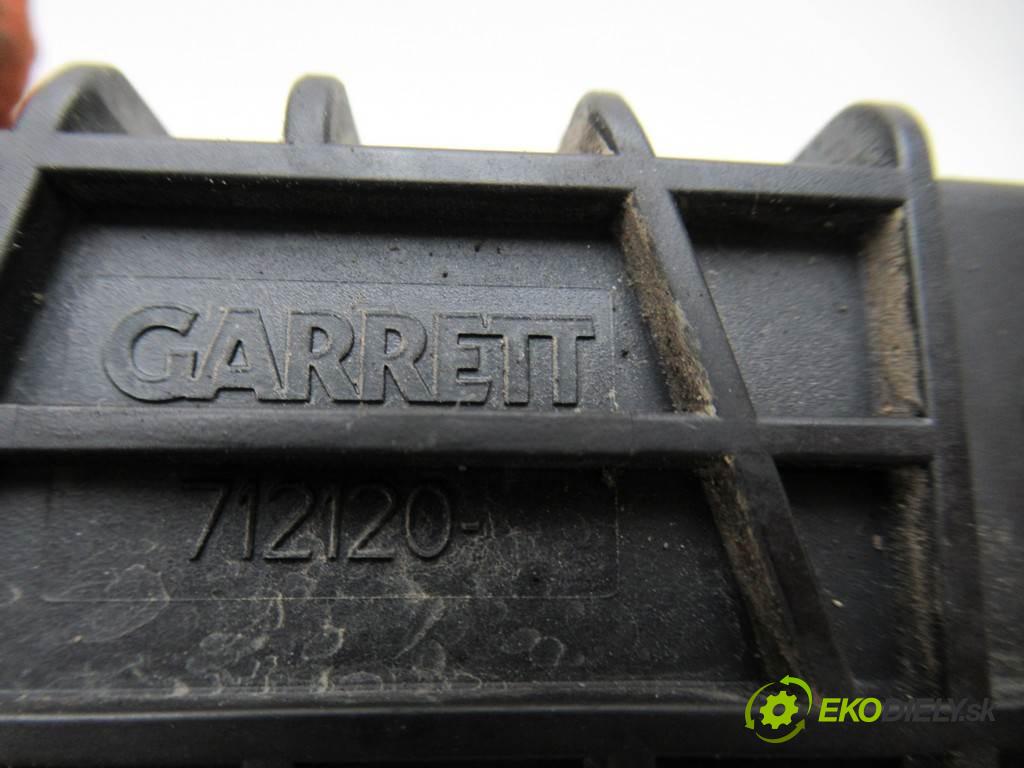 GARRETT
712120-
EKODIELY.sk